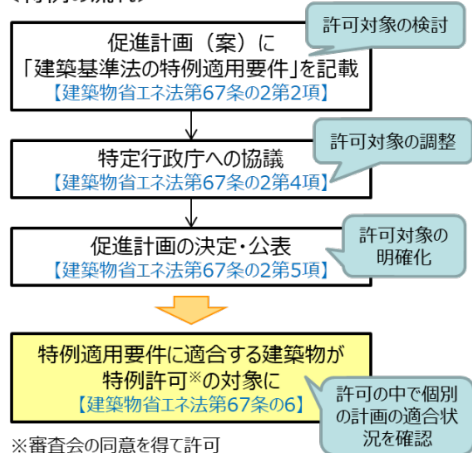 許可対象の検討
促進計画（案）に
「建築基準法の特例適用要件」を記載
【建築物省エネ法第67条の2第2項】
許可対象の調整
特定行政庁への協議
【建築物省エネ法第67条の2第4項】
許可対象の
明確化
促進計画の決定・公表
【建築物省エネ法第67条の2第5項】
特例適用要件に適合する建築物が
特例許可※の対象に
【建築物省エネ法第67条の6】
許可の中で個別
の計画の適合状
況を確認
※審査会の同意を得て許可